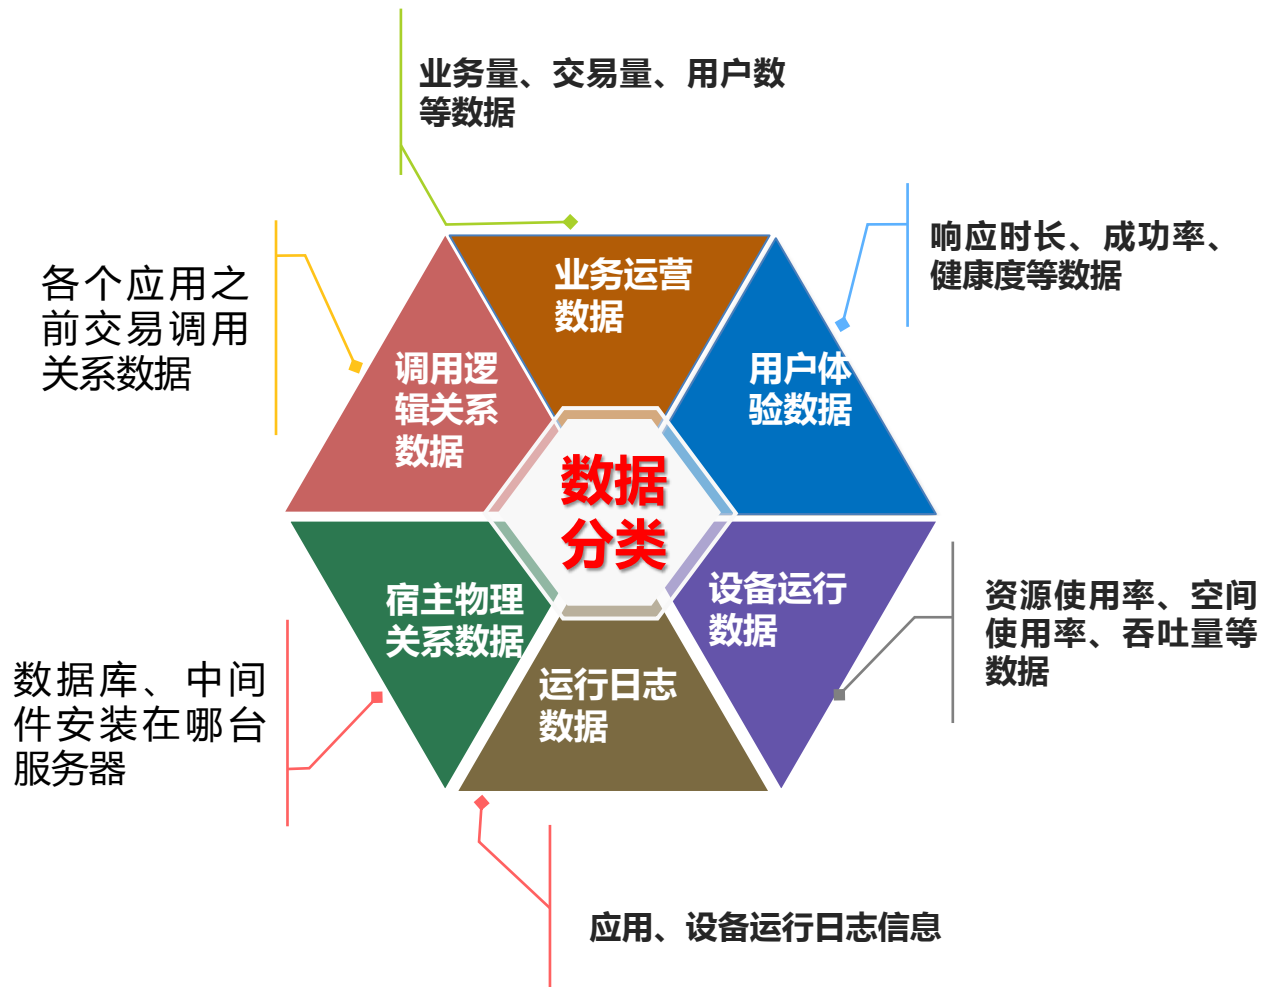 业务量、交易量、用户数
等数据
响应时长、成功率、
健康度等数据
各个应用之
前交易调用
关系数据
业务运营
数据
用户体
验数据
调用逻
辑关系
数据
数据
分类
宿主物理
关系数据
设备运行
数据
运行日志
数据
资源使用率、空间
使用率、吞吐量等
数据
数据库、中间
件安装在哪台
服务器
应用、设备运行日志信息